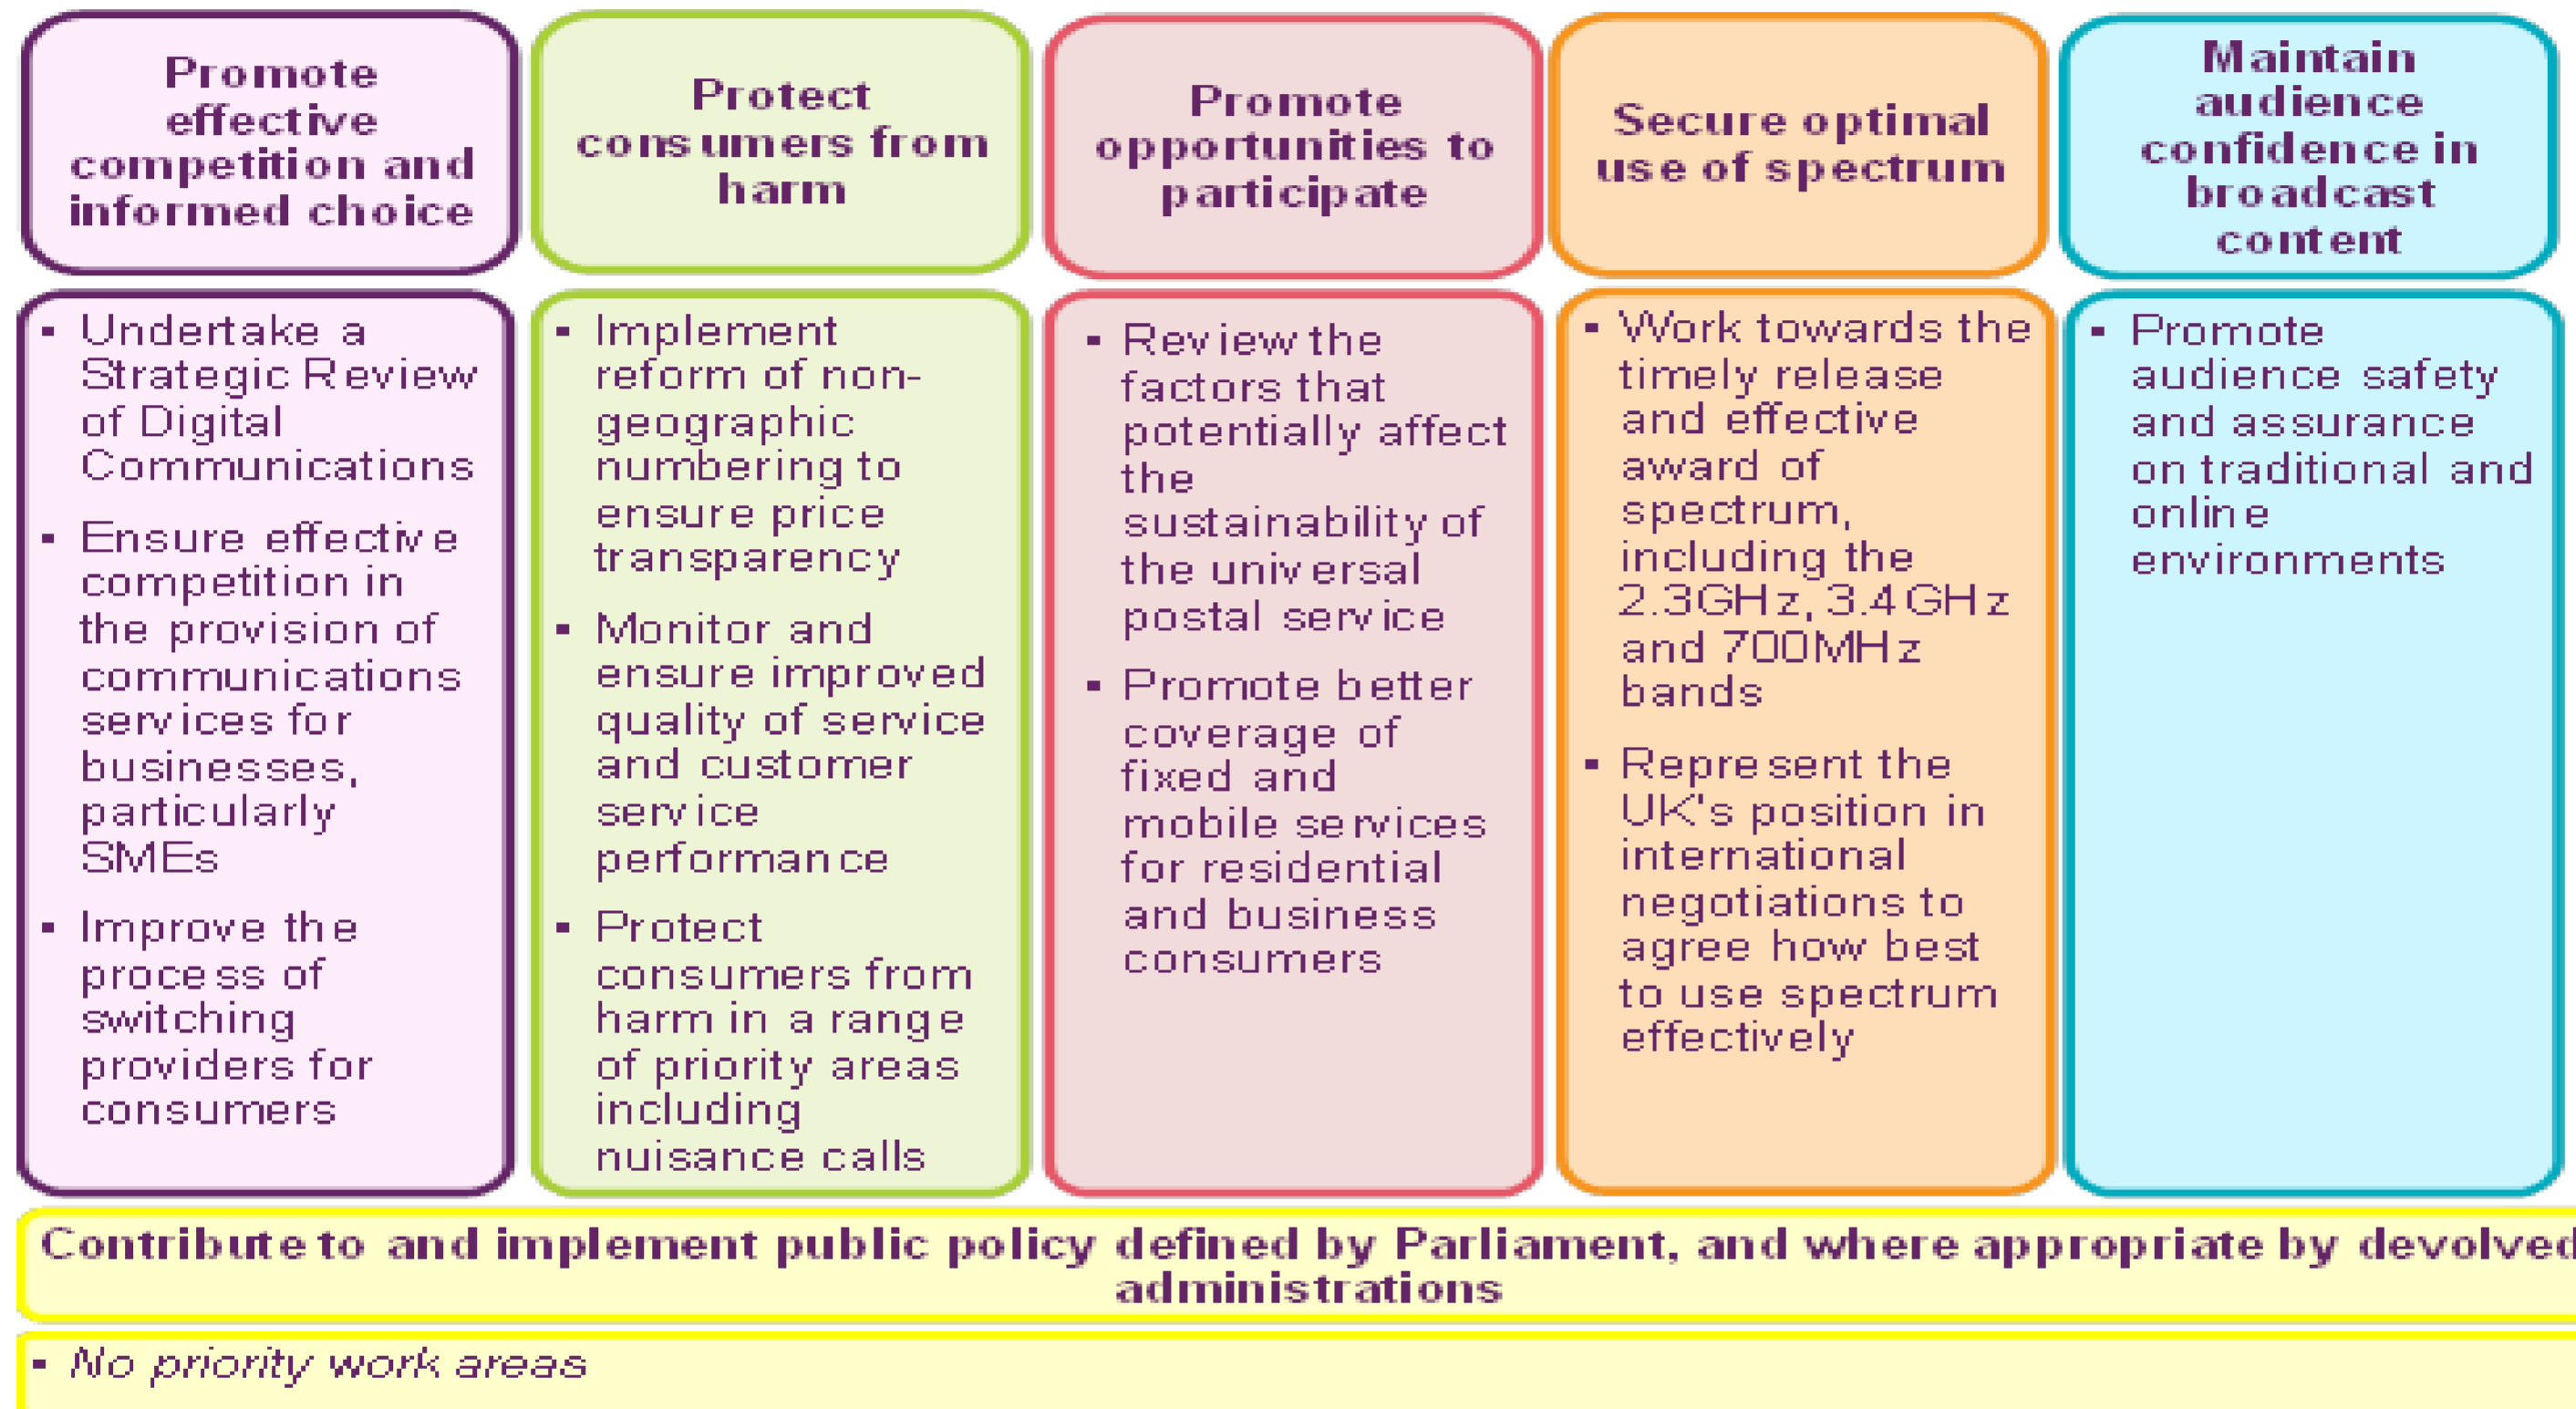 Promote
effective
competition and
informed choice
Protect
consumers from
harm
Promote
opportunities to
participate
Secure optimal
use of spectrum
Maintain
audience
confidence in
broadcast
content
▪ Undertake a
Strategic Review
of Digital
Communications
▪ Ensure effective
competition in
the provision of
communications
services for
businesses,
particularly
SMEs
▪ Improve the
process of
switching
providers for
consumers
▪ Implement
reform of non-
geographic
numbering to
ensure price
transparency
▪ Monitor and
ensure improved
quality of service
and customer
service
performance
▪ Protect
consumers from
harm in a range
of priority areas
including
nuisance calls
▪ Review the
factors that
potentially affect
the
sustainability of
the universal
postal service
▪ Promote better
coverage of
fixed and
mobile services
for residential
and business
consumers
▪ Work towards the
timely release
and effective
award of
spectrum,
including the
2.3GHz, 3.4GHz
and 700MHz
bands
▪ Represent the
UK's position in
international
negotiations to
agree how best
to use spectrum
effectively
▪ Promote
audience safety
and assurance
on traditional and
online
environments
Contribute to and implement public policy defined by Parliament, and where appropriate by devolved
administrations
▪ No priority work areas